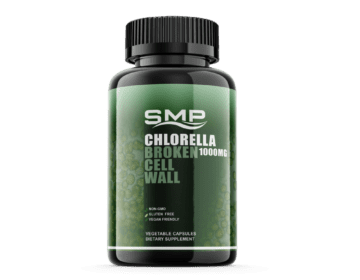 SMP
CHLORELLA
BROKEN 1000MG
CELL
WALL
NON-GMO
GLUTEN FREE
VEGAN FRIENDLY
VEGETABLE CAPSULES
DIETARY SUPPLEMENT